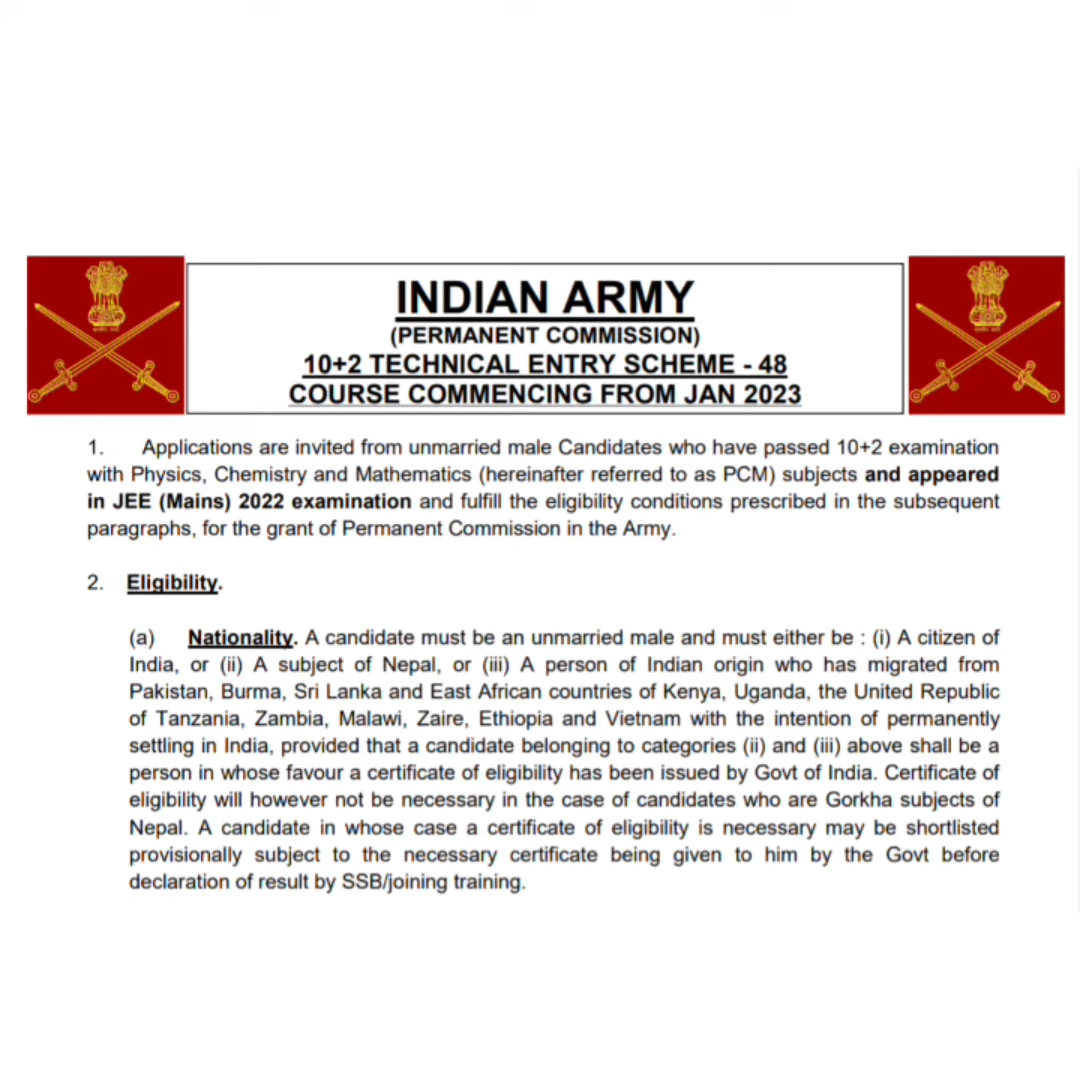 INDIAN ARMY
(PERMANENT COMMISSION)
10+2 TECHNICAL ENTRY SCHEME - 48
COURSE COMMENCING FROM JAN 2023
1. Applications are invited from unmarried male Candidates who have passed 10+2 examination
with Physics, Chemistry and Mathematics (hereinafter referred to as PCM) subjects and appeared
in JEE (Mains) 2022 examination and fulfill the eligibility conditions prescribed in the subsequent
paragraphs, for the grant of Permanent Commission in the Army.
2. Eligibility.
(a) Nationality. A candidate must be an unmarried male and must either be : (i) A citizen of
India, or (ii) A subject of Nepal, or (iii) A person of Indian origin who has migrated from
Pakistan, Burma, Sri Lanka and East African countries of Kenya, Uganda, the United Republic
of Tanzania, Zambia, Malawi, Zaire, Ethiopia and Vietnam with the intention of permanently
settling in India, provided that a candidate belonging to categories (ii) and (iii) above shall be a
person in whose favour a certificate of eligibility has been issued by Govt of India. Certificate of
eligibility will however not be necessary in the case of candidates who are Gorkha subjects of
Nepal. A candidate in whose case a certificate of eligibility is necessary may be shortlisted
provisionally subject to the necessary certificate being given to him by the Govt before
declaration of result by SSB/joining training.